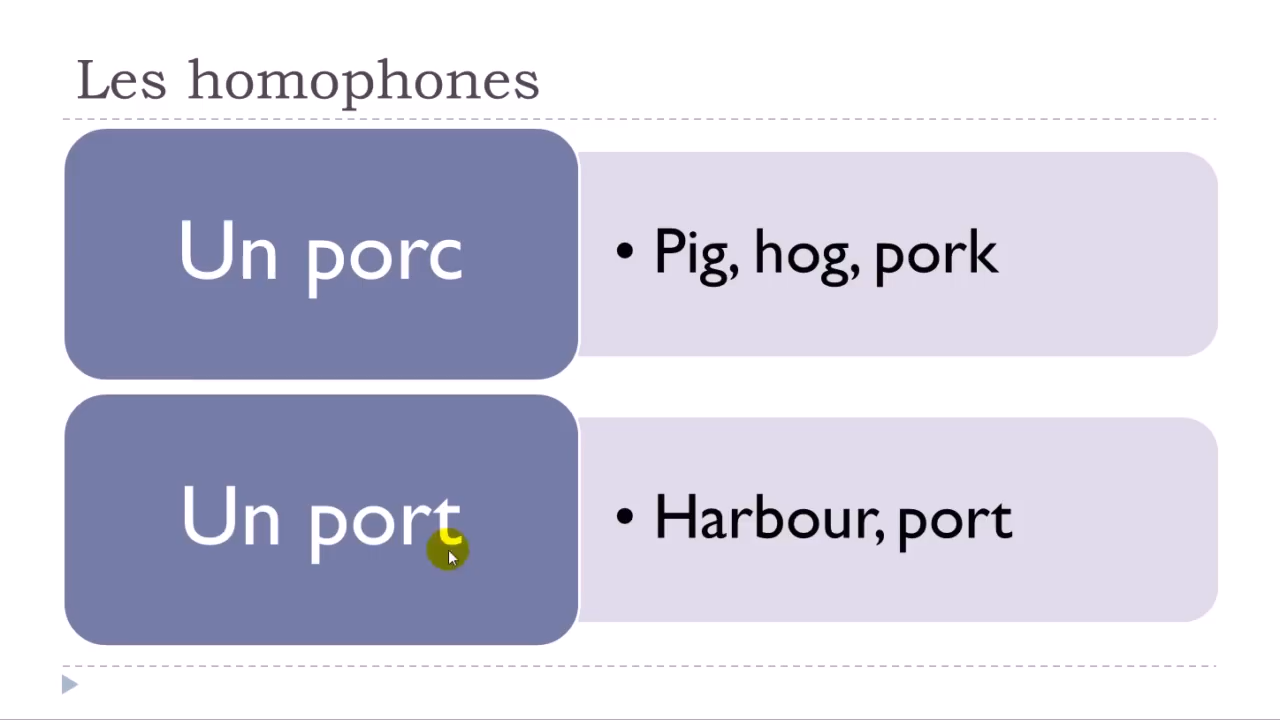 Les homophones
Un porc
• Pig, hog, pork
Un port
• Harbour, port